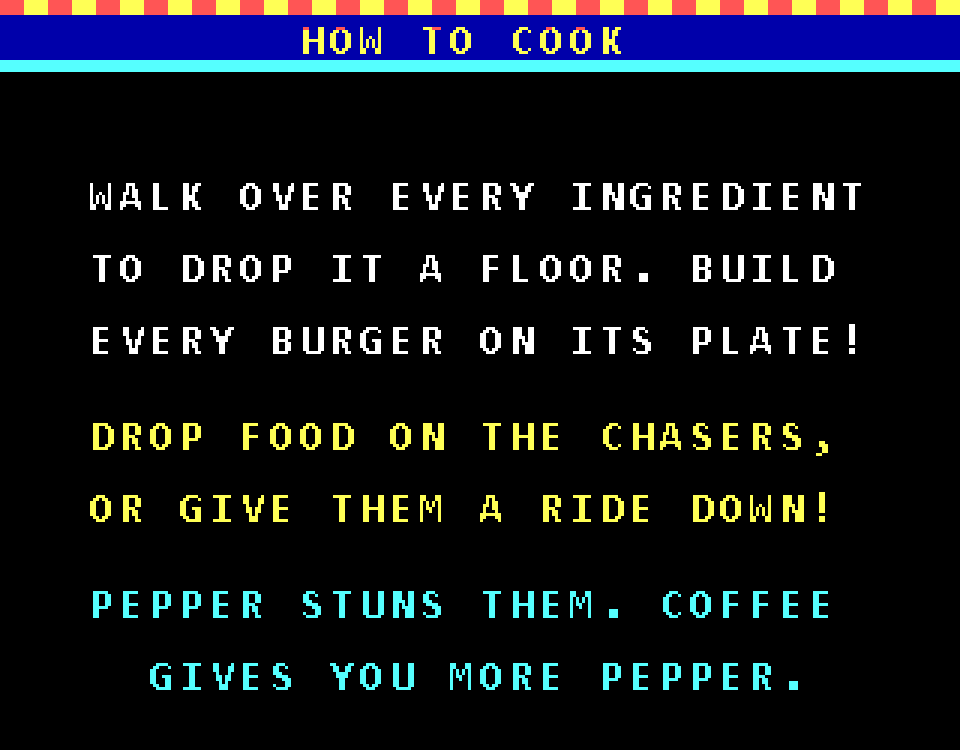 HOW TO COOK
WALK OVER EVERY INGREDIENT
TO DROP IT A FLOOR. BUILD
EVERY BURGER ON ITS PLATE!
DROP FOOD ON THE CHASERS,
OR GIVE THEM A RIDE DOWN!
PEPPER STUNS THEM. COFFEE
GIVES YOU MORE PEPPER.